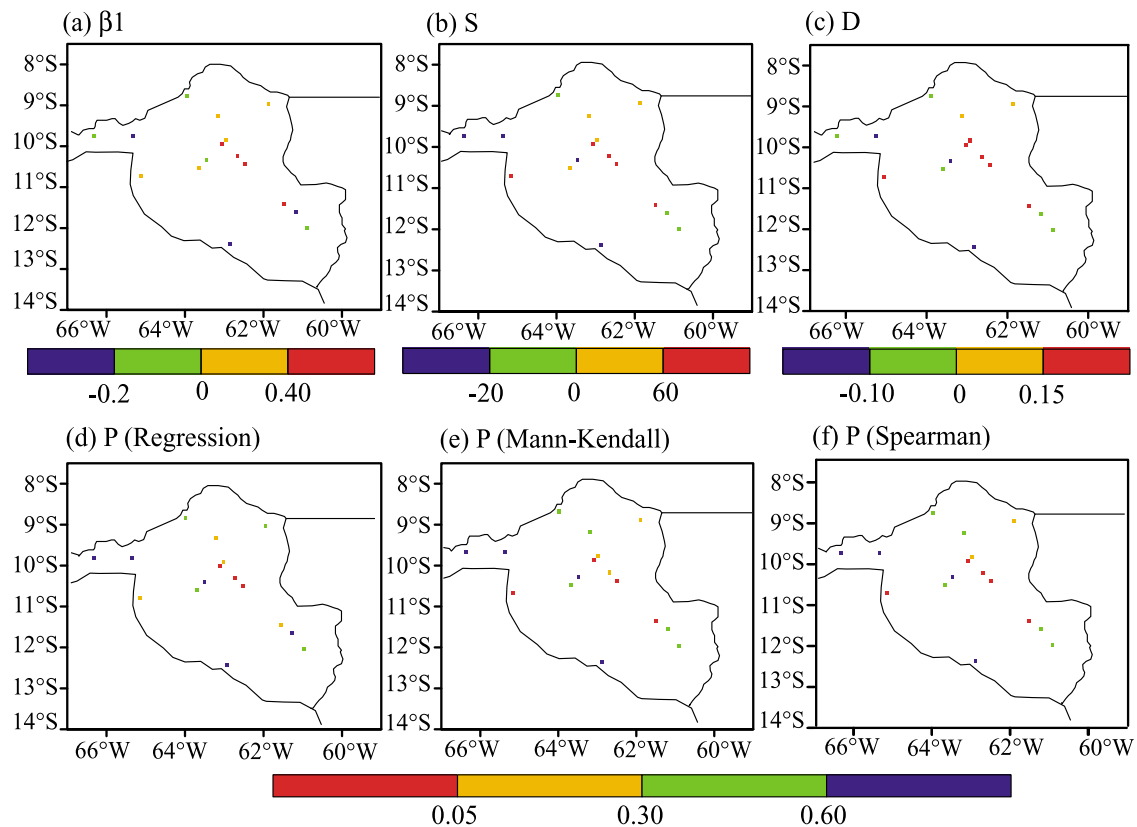 (a) β1
(b) S
(c) D
8°S
9°S
10°S
11°S
12°S
13°S
14°S
66°W 64°W 62°W 60°W
8°S
9°S
10°S
11°S
12°S
13°S
14°S
66°W 64°W 62°W 60°W
8°S
9°S
10°S
11°S
12°S
13°S
14°S
66°W 64°W 62°W 60°W
-0.2 0 0.40
-20 0 60
-0.10 0 0.15
(d) P (Regression)
(e) P (Mann-Kendall)
(f) P (Spearman)
8°S
9°S
10°S
11°S
12°S
13°S
14°S
66°W 64°W 62°W 60°W
8°S
9°S
10°S
11°S
12°S
13°S
14°S
66°W 64°W 62°W 60°W
8°S
9°S
10°S
11°S
12°S
13°S
14°S
66°W 64°W 62°W 60°W
0.05 0.30 0.60